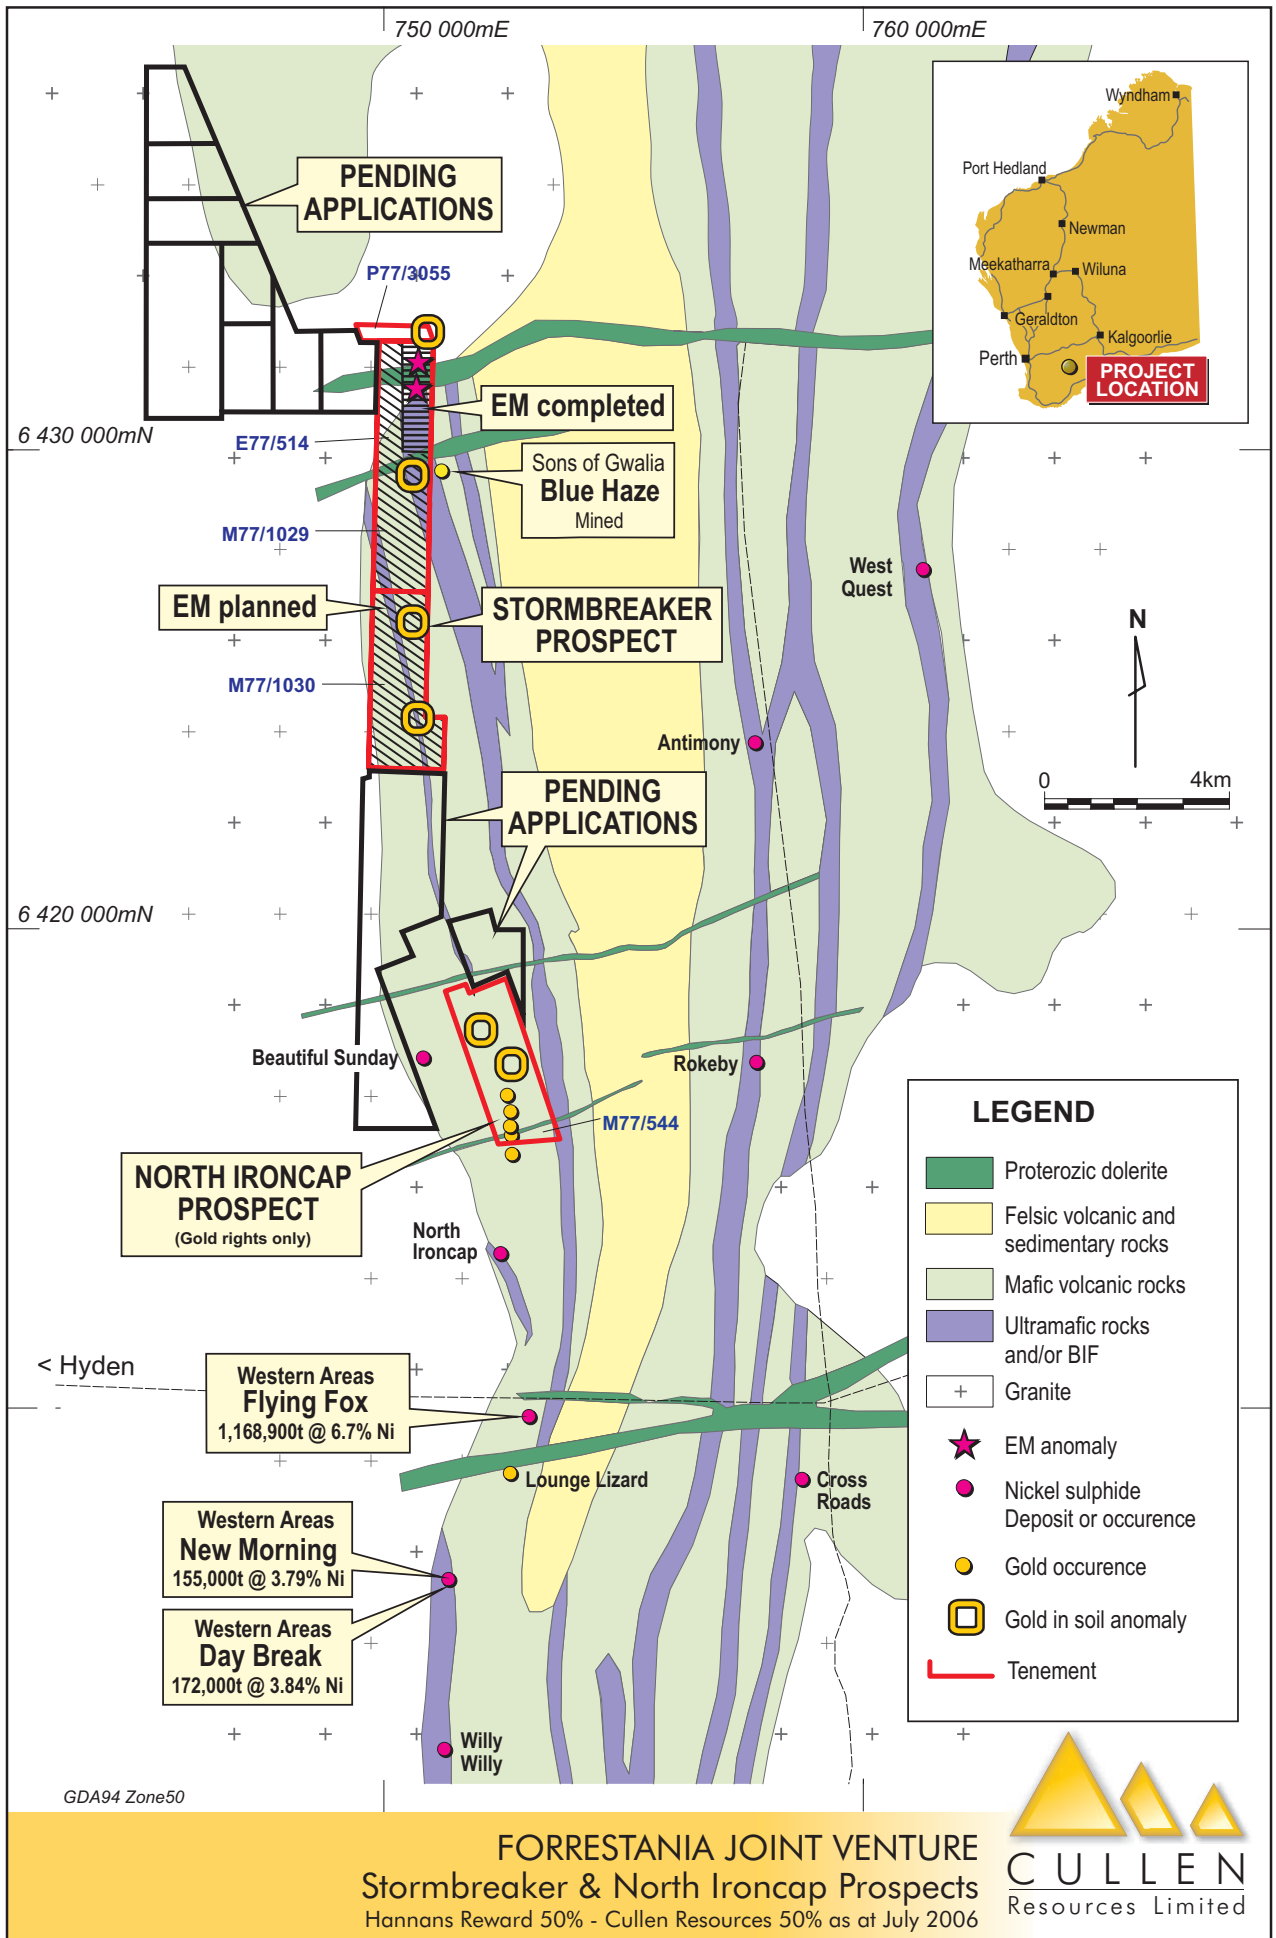 750 000mE
760 000mE
Wyndham
Port Hedland
Newman
Meekatharra
Wiluna
Geraldton
Kalgoorlie
Perth
PROJECT
LOCATION
PENDING
APPLICATIONS
P77/3055
EM completed
6 430 000mN
E77/514
Sons of Gwalia
Blue Haze
Mined
M77/1029
West
Quest
EM planned
STORMBREAKER
PROSPECT
N
M77/1030
Antimony
0 4km
PENDING
APPLICATIONS
6 420 000mN
Beautiful Sunday
Rokeby
M77/544
NORTH IRONCAP
PROSPECT
(Gold rights only)
North
Ironcap
< Hyden
Western Areas
Flying Fox
1,168,900t @ 6.7% Ni
Lounge Lizard
Cross
Roads
Western Areas
New Morning
155,000t @ 3.79% Ni
Western Areas
Day Break
172,000t @ 3.84% Ni
Willy
Willy
LEGEND
Proterozic dolerite
Felsic volcanic and
sedimentary rocks
Mafic volcanic rocks
Ultramafic rocks
and/or BIF
Granite
EM anomaly
Nickel sulphide
Deposit or occurence
Gold occurence
Gold in soil anomaly
Tenement
GDA94 Zone50
FORRESTANIA JOINT VENTURE
Stormbreaker & North Ironcap Prospects
Hannans Reward 50% - Cullen Resources 50% as at July 2006
CULLEN
Resources Limited